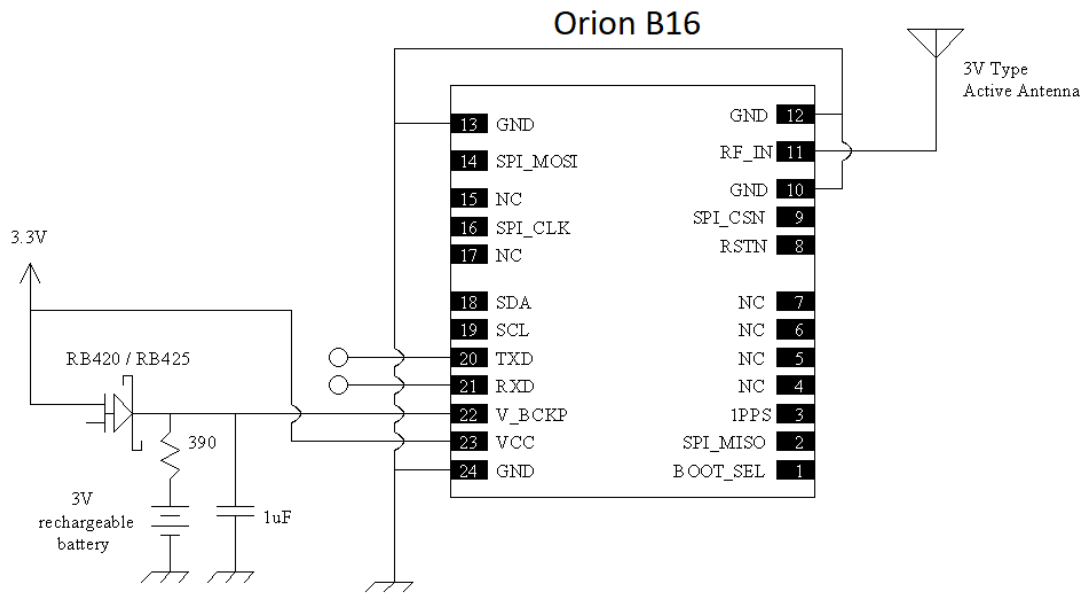 Orion B16
3V Type
Active Antenna
13 GND
14 SPI_MOSI
15 NC
16 SPI_CLK
17 NC
18 SDA
19 SCL
20 TXD
21 RXD
22 V_BCKP
23 VCC
24 GND
GND 12
RF_IN 11
GND 10
SPI_CSN 9
RSTN 8
NC 7
NC 6
NC 5
NC 4
1PPS 3
SPI_MISO 2
BOOT_SEL 1
3.3V
RB420 / RB425
390
3V
rechargeable
battery
1uF